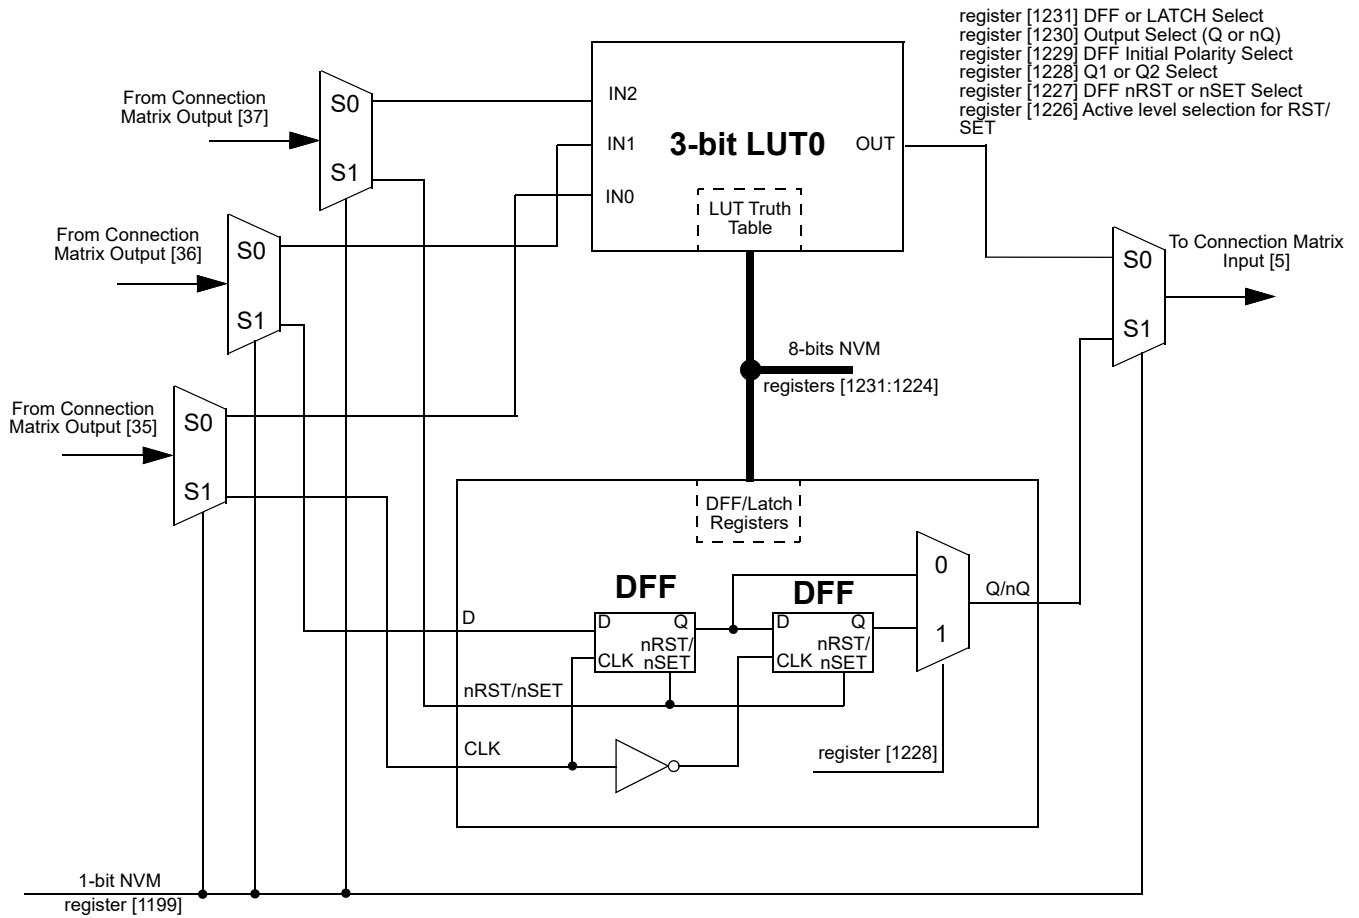 register [1231] DFF or LATCH Select
register [1230] Output Select (Q or nQ)
register [1229] DFF Initial Polarity Select
register [1228] Q1 or Q2 Select
register [1227] DFF nRST or nSET Select
register [1226] Active level selection for RST/
SET
From Connection
Matrix Output [37]
S0
S1
IN2
IN1
IN0
3-bit LUT0
OUT
LUT Truth
Table
From Connection
Matrix Output [36]
S0
S1
To Connection Matrix
Input [5]
S0
S1
8-bits NVM
registers [1231:1224]
From Connection
Matrix Output [35]
S0
S1
DFF/Latch
Registers
DFF
D
Q
nRST/
nSET
CLK
DFF
D
Q
nRST/
nSET
CLK
0
1
Q/nQ
D
nRST/nSET
CLK
register [1228]
1-bit NVM
register [1199]